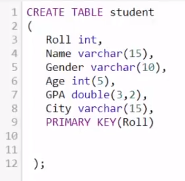 1 CREATE TABLE student
2 (
3 Roll int,
4 Name varchar(15),
5 Gender varchar(10),
6 Age int(5),
7 GPA double(3,2),
8 City varchar(15),
9 PRIMARY KEY(Roll)
10
11
12 );